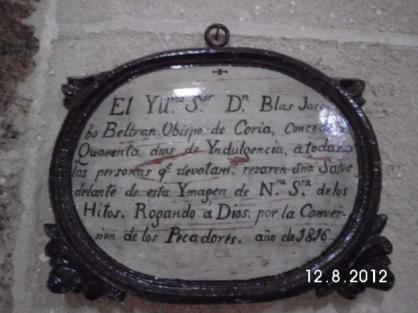 El Yll.mo S.or D.n Blas Jaco
bo Beltran. Obispo de Coria, Concede
Quarenta dias de Yndulgencia, a todas
las personas q.e devotam. rezaren una Salve
delante de esta Ymagen de N.ra S.ra de los
Hitos. Rogando à Dios. por la Conver-
sion de los Pecadores. año de 1816
12.8.2012